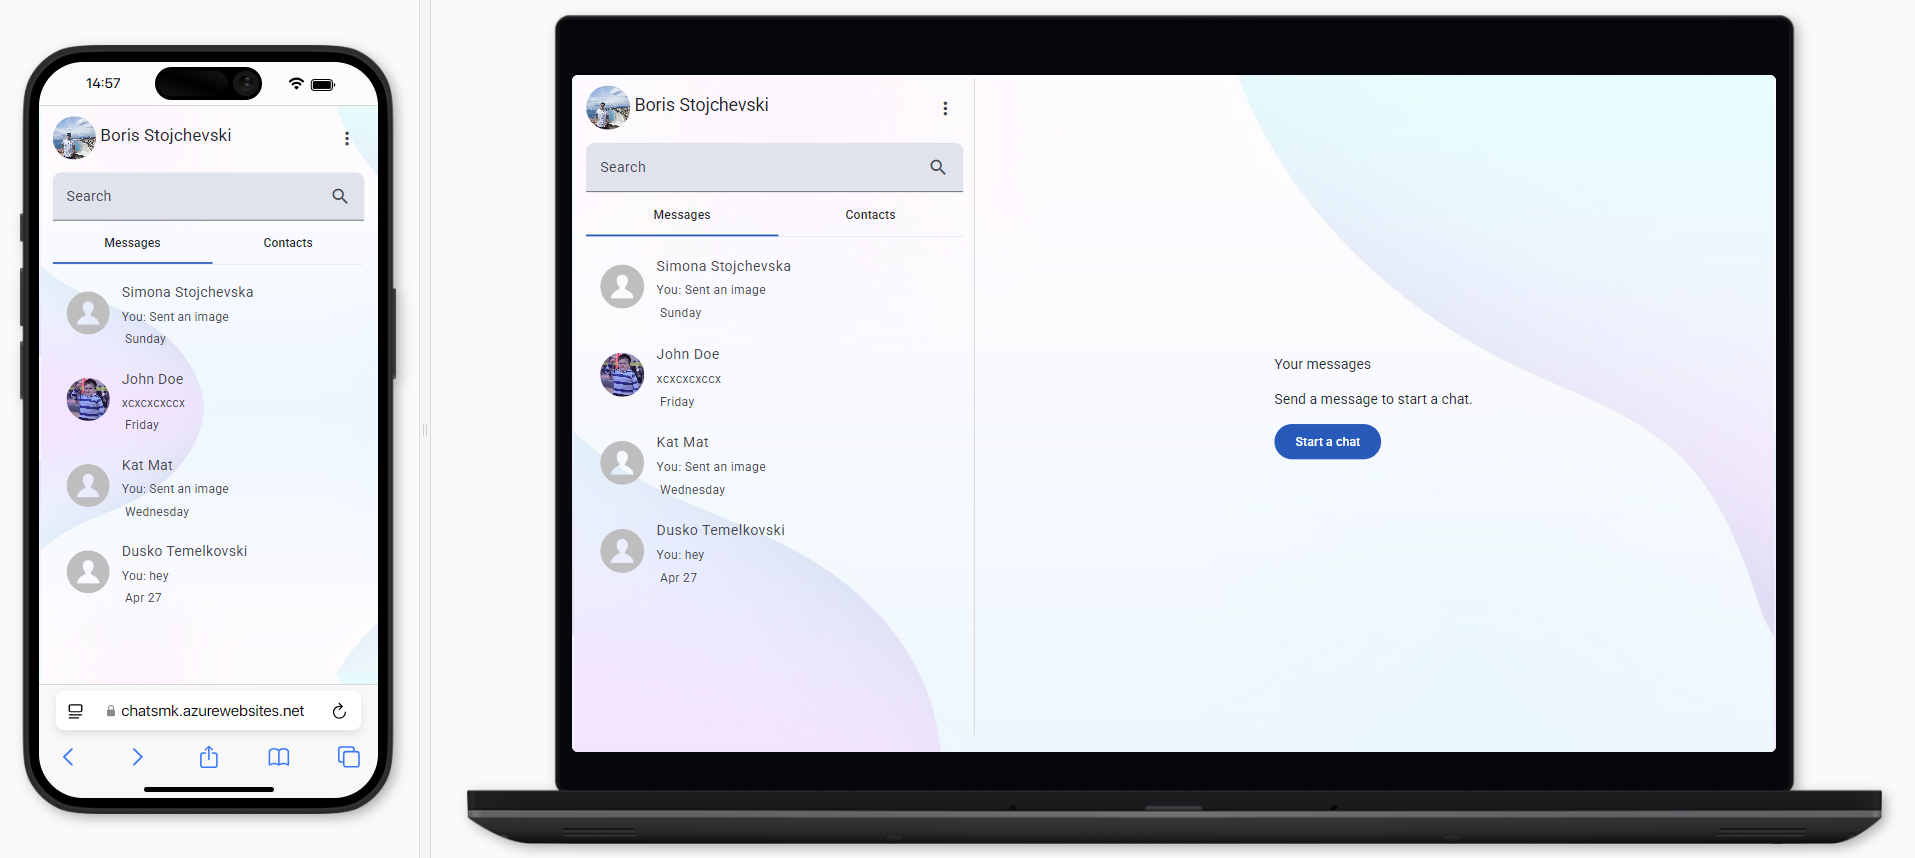 14:57
Boris Stojchevski
Search
Messages Contacts
Simona Stojchevska
You: Sent an image
Sunday
John Doe
xcxcxcxccx
Friday
Kat Mat
You: Sent an image
Wednesday
Dusko Temelkovski
You: hey
Apr 27
chatsmk.azurewebsites.net
Boris Stojchevski
Search
Messages Contacts
Simona Stojchevska
You: Sent an image
Sunday
John Doe
xcxcxcxccx
Friday
Kat Mat
You: Sent an image
Wednesday
Dusko Temelkovski
You: hey
Apr 27
Your messages
Send a message to start a chat.
Start a chat